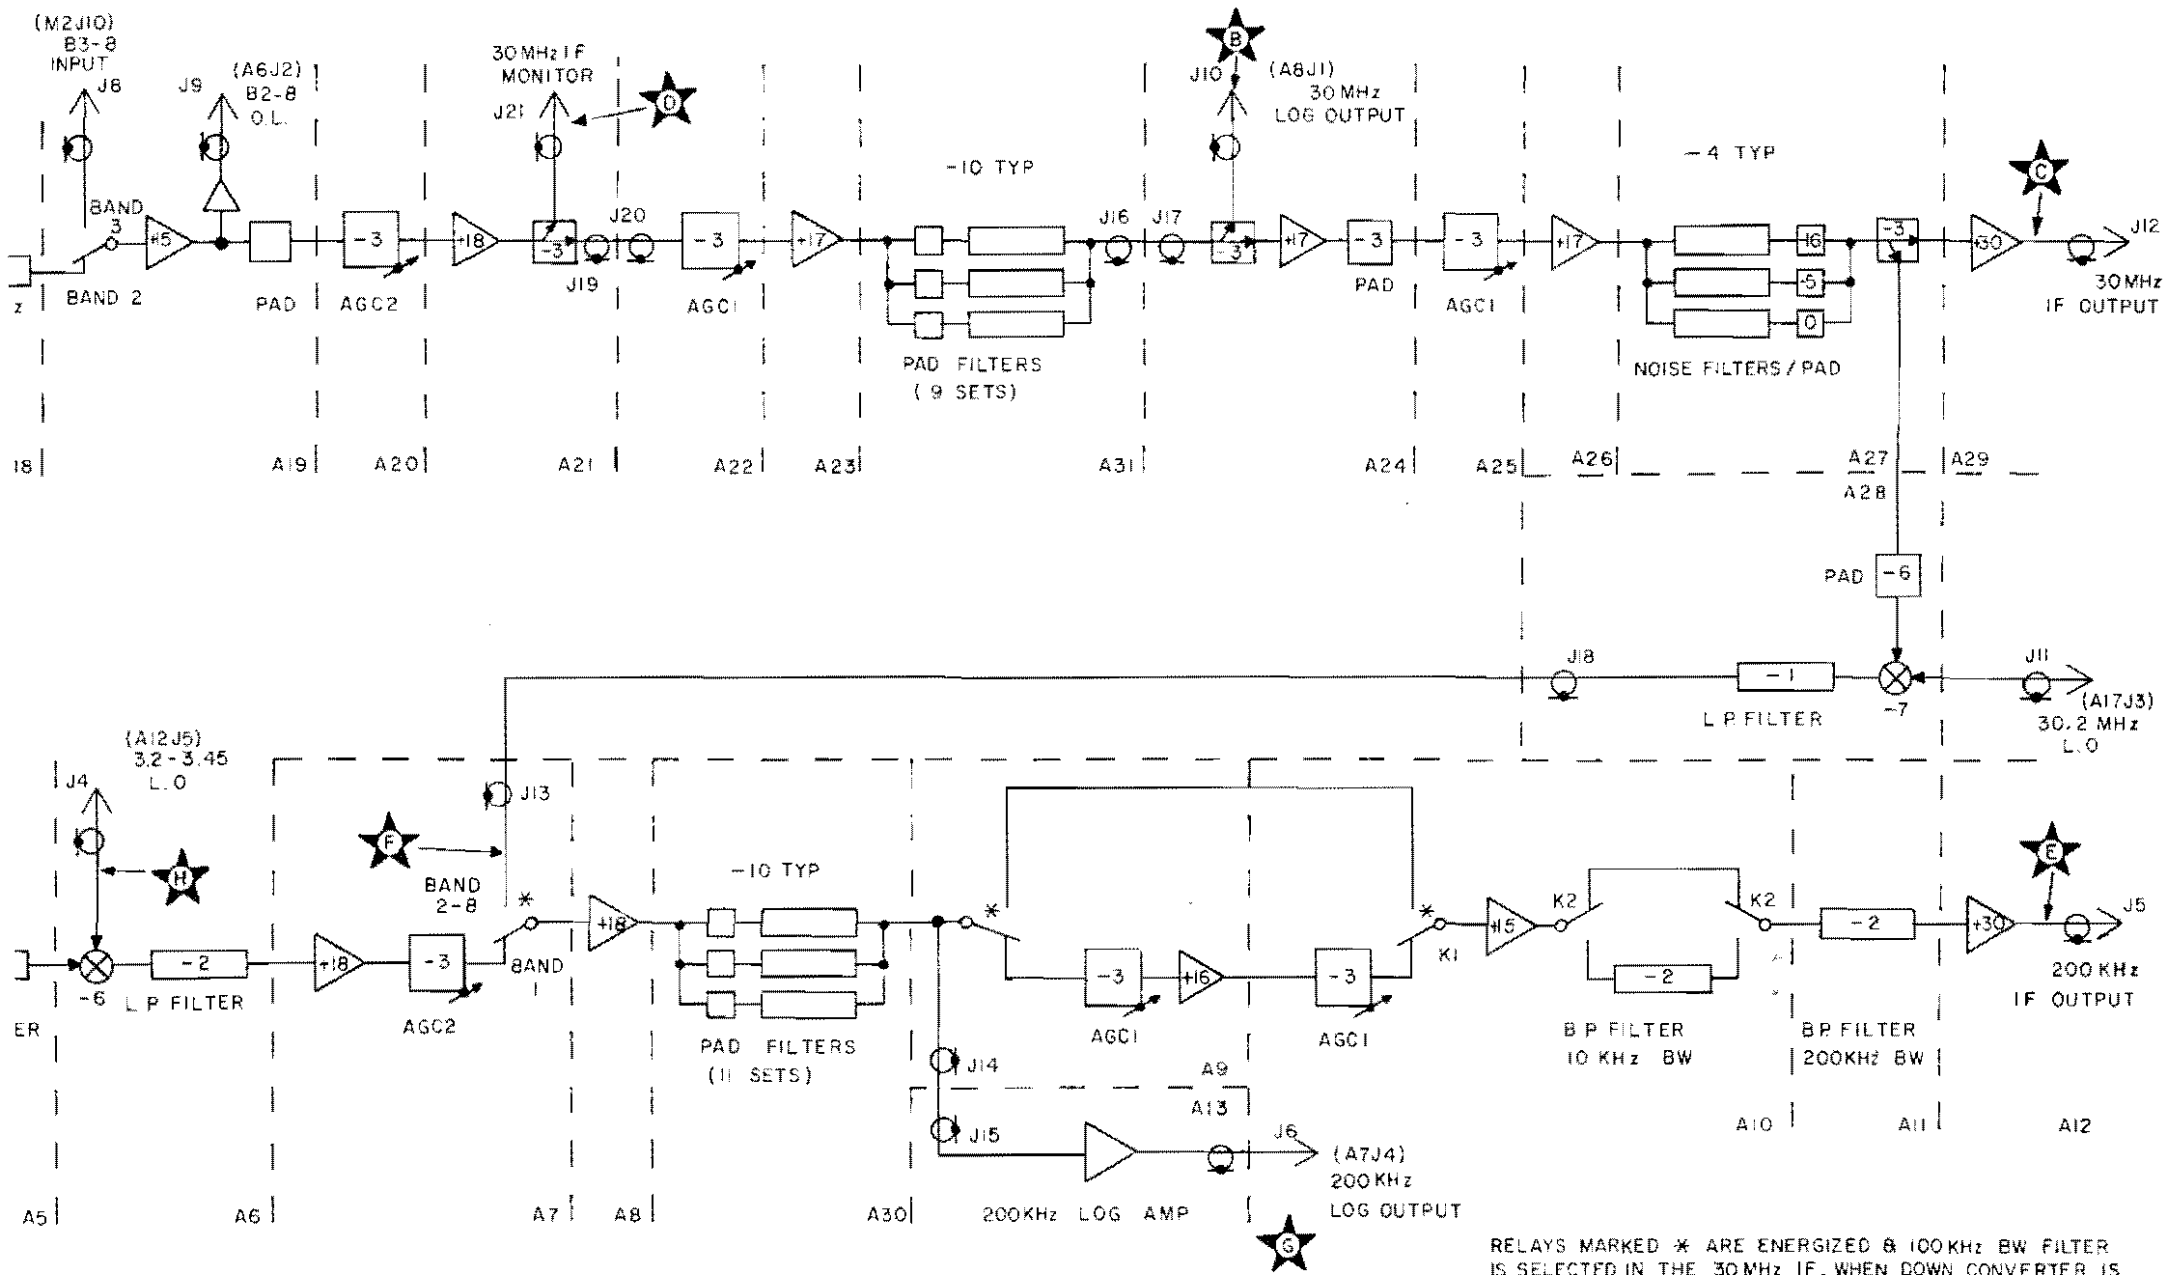 (M2J10)
B3-8
INPUT
J8
J9
(A6J2)
B2-8
O.L.
30MHz IF
MONITOR
J21
D
B
J10
(A8J1)
30 MHz
LOG OUTPUT
-10 TYP
-4 TYP
C
BAND
3
+15
-3
+18
-3
J20
-3
+17
J16
J17
-3
+17
-3
-3
+17
16
-5
0
-3
+30
J12
z
BAND 2
PAD
AGC2
J19
AGC1
PAD
AGC1
30MHz
IF OUTPUT
PAD FILTERS
(9 SETS)
NOISE FILTERS/PAD
18
A19
A20
A21
A22
A23
A31
A24
A25
A26
A27
A29
A28
PAD
-6
J18
-1
J11
L P. FILTER
-7
(A17J3)
30.2 MHz
L.O
(A12J5)
3.2-3.45
L.O
J4
J13
F
H
BAND
2-8
*
-10 TYP
+18
*
*
K1
+15
K2
K2
-2
+30
E
J5
-6
-2
L P FILTER
+18
-3
AGC2
BAND
1
-3
+16
-3
-2
ER
PAD FILTERS
(11 SETS)
AGC1
AGC1
B P FILTER
10 KHz BW
B P. FILTER
200KHz BW
200 KHz
IF OUTPUT
J14
A9
A13
J15
J6
(A7J4)
200 KHz
LOG OUTPUT
A10
A11
A12
A5
A6
A7
A8
A30
200KHz LOG AMP
G
RELAYS MARKED * ARE ENERGIZED & 100 KHz BW FILTER
IS SELECTED IN THE 30 MHz IF, WHEN DOWN CONVERTER IS